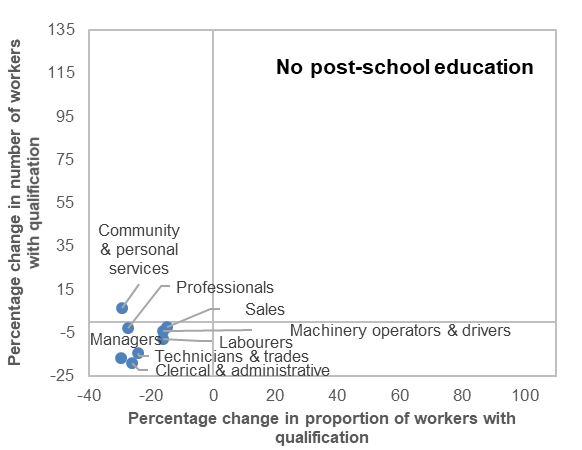 135
115
95
75
55
35
15
-5
-25
Percentage change in number of workers
with qualification
No post-school education
Community
& personal
services
Professionals
Sales
Machinery operators & drivers
Managers
Labourers
Technicians & trades
Clerical & administrative
-40 -20 0 20 40 60 80 100
Percentage change in proportion of workers with
qualification